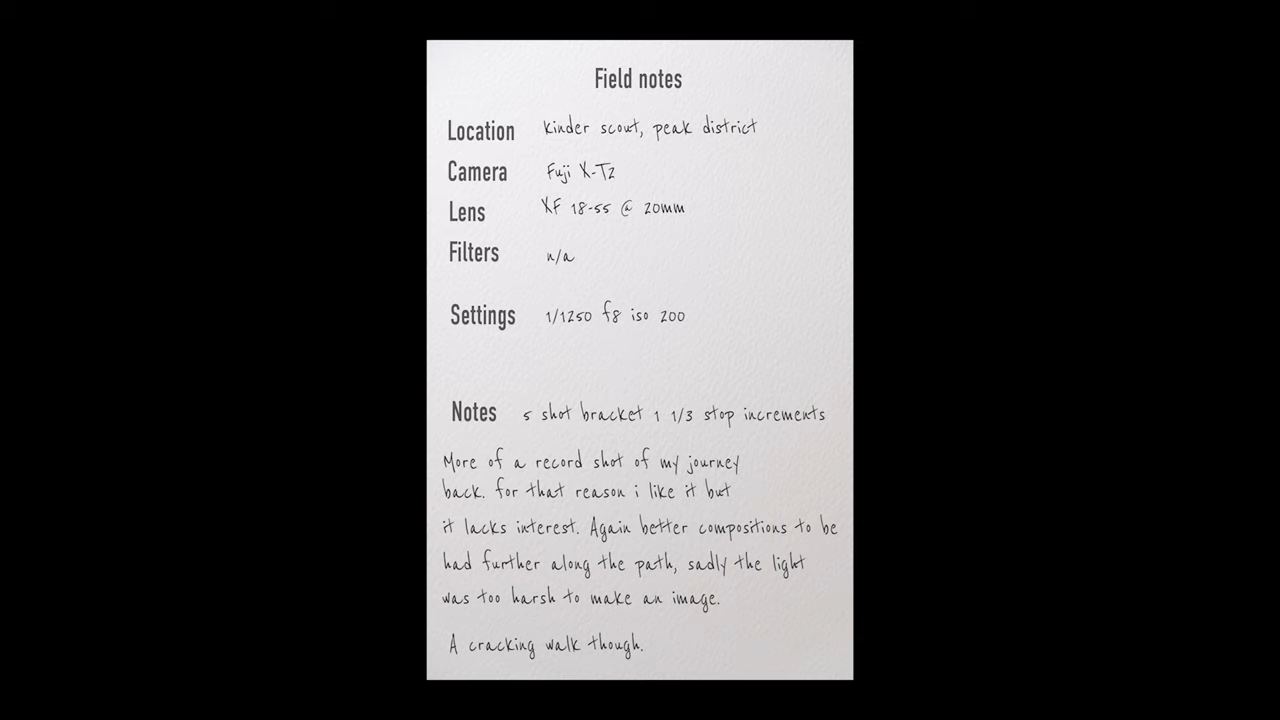 Field notes
Location kinder scout, peak district
Camera Fuji X-T2
Lens XF 18-55 @ 20mm
Filters n/a
Settings 1/1250 f8 iso 200
Notes 5 shot bracket 1 1/3 stop increments
More of a record shot of my journey
back. for that reason i like it but
it lacks interest. Again better compositions to be
had further along the path, sadly the light
was too harsh to make an image.
A cracking walk though.